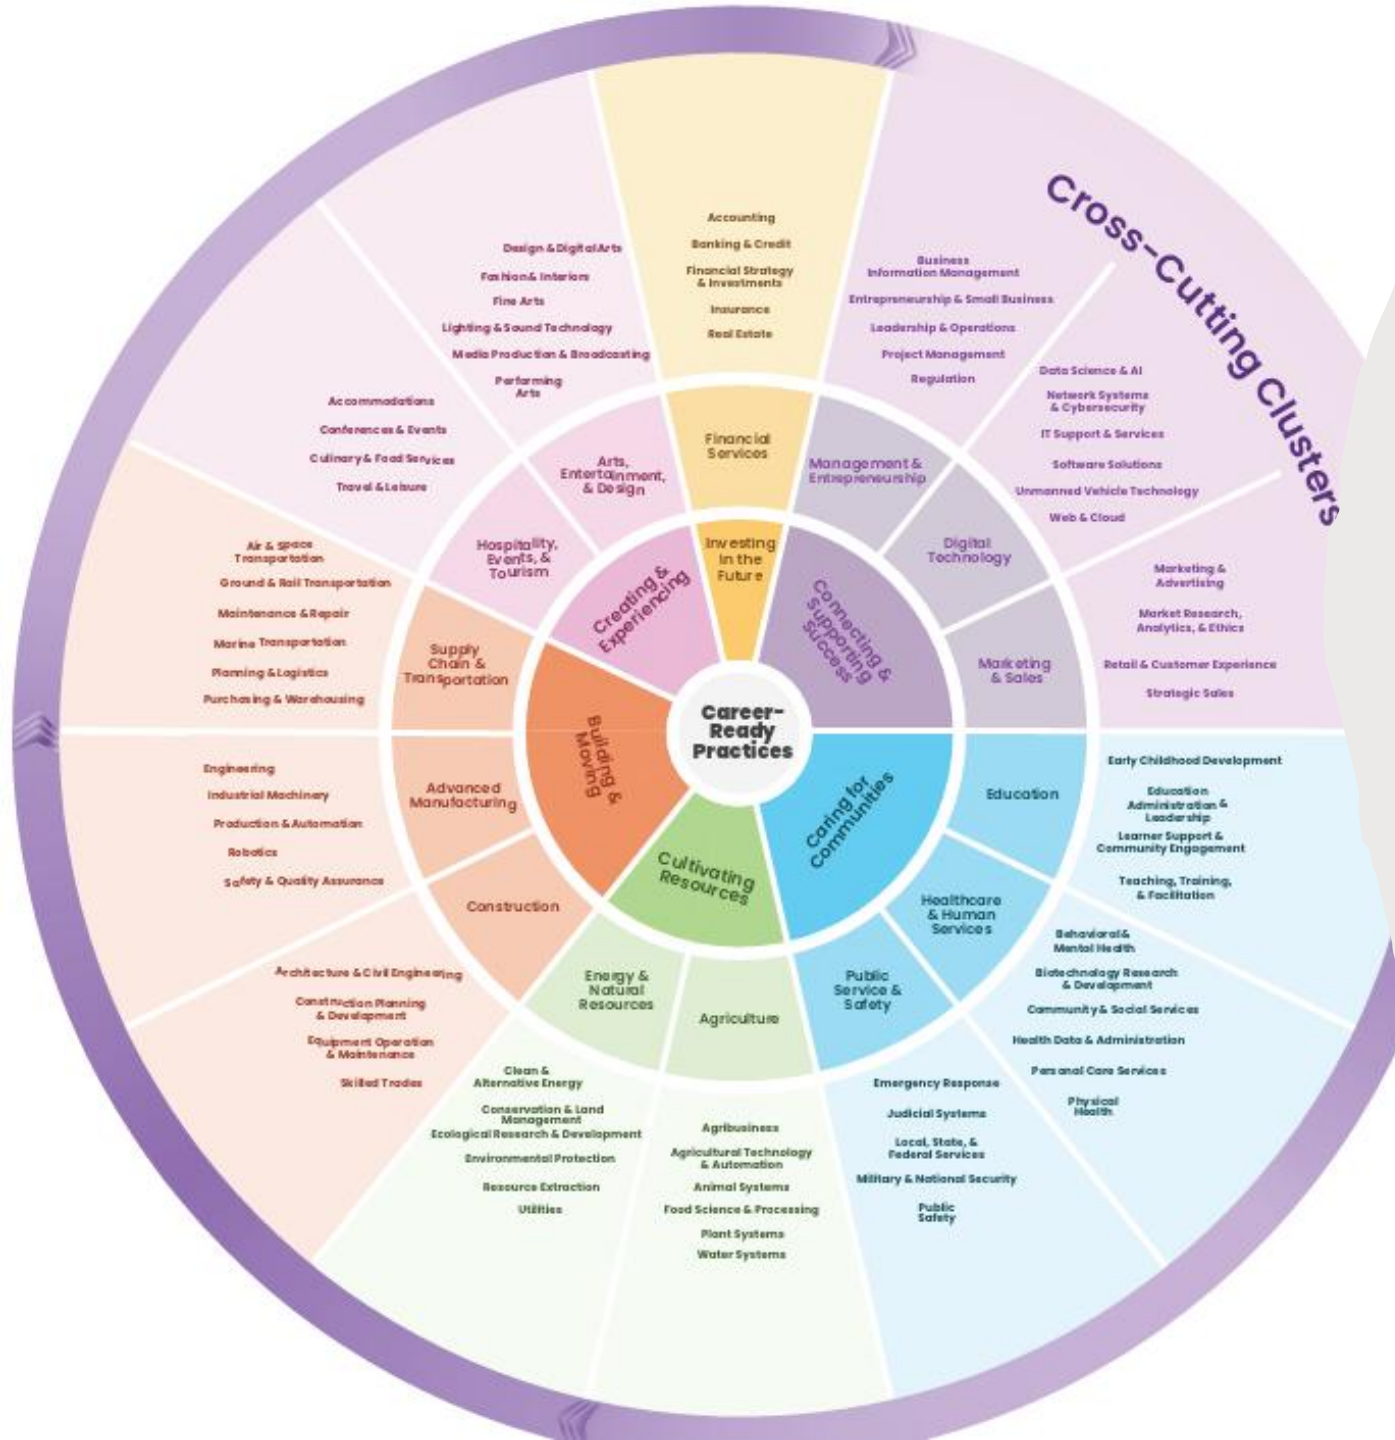 Cross-Cutting Clusters
Career-
Ready
Practices
Investing
in the
Future
Financial
Services
Accounting
Banking & Credit
Financial Strategy
& Investments
Insurance
Real Estate
Connecting &
Supporting
Success
Management &
Entrepreneurship
Business
Information Management
Entrepreneurship & Small Business
Leadership & Operations
Project Management
Regulation
Digital
Technology
Data Science & AI
Network Systems
& Cybersecurity
IT Support & Services
Software Solutions
Unmanned Vehicle Technology
Web & Cloud
Marketing
& Sales
Marketing &
Advertising
Market Research,
Analytics, & Ethics
Retail & Customer Experience
Strategic Sales
Caring for
Communities
Education
Early Childhood Development
Education
Administration &
Leadership
Learner Support &
Community Engagement
Teaching, Training,
& Facilitation
Healthcare
& Human
Services
Behavioral &
Mental Health
Biotechnology Research
& Development
Community & Social Services
Health Data & Administration
Personal Care Services
Physical
Health
Public
Service &
Safety
Emergency Response
Judicial Systems
Local, State, &
Federal Services
Military & National Security
Public
Safety
Cultivating
Resources
Agriculture
Agribusiness
Agricultural Technology
& Automation
Animal Systems
Food Science & Processing
Plant Systems
Water Systems
Energy &
Natural
Resources
Clean &
Alternative Energy
Conservation & Land
Management
Ecological Research & Development
Environmental Protection
Resource Extraction
Utilities
Building &
Moving
Construction
Architecture & Civil Engineering
Construction Planning
& Development
Equipment Operation
& Maintenance
Skilled Trades
Advanced
Manufacturing
Engineering
Industrial Machinery
Production & Automation
Robotics
Safety & Quality Assurance
Supply
Chain &
Transportation
Air & Space
Transportation
Ground & Rail Transportation
Maintenance & Repair
Marine Transportation
Planning & Logistics
Purchasing & Warehousing
Creating &
Experiencing
Hospitality,
Events, &
Tourism
Accommodations
Conferences & Events
Culinary & Food Services
Travel & Leisure
Arts,
Entertainment,
& Design
Design & Digital Arts
Fashion & Interiors
Fine Arts
Lighting & Sound Technology
Media Production & Broadcasting
Performing
Arts